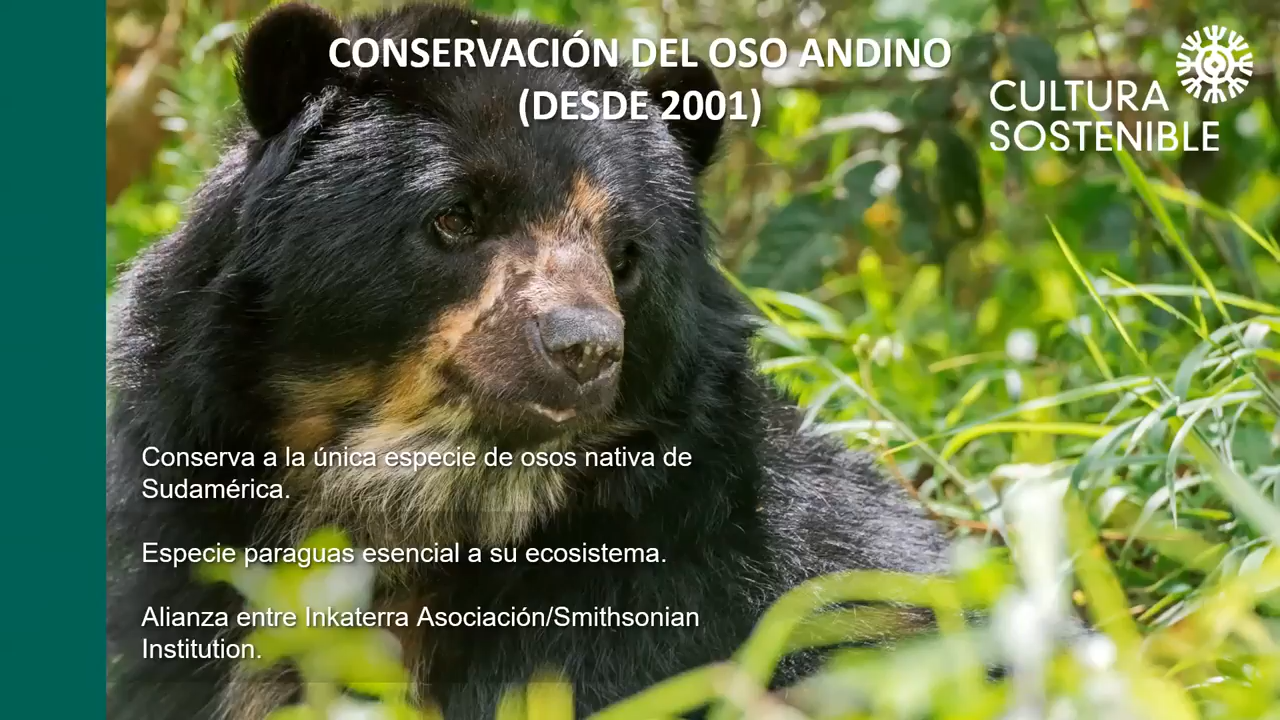 CONSERVACIÓN DEL OSO ANDINO
(DESDE 2001)
CULTURA
SOSTENIBLE
Conserva a la única especie de osos nativa de
Sudamérica.
Especie paraguas esencial a su ecosistema.
Alianza entre Inkaterra Asociación/Smithsonian
Institution.